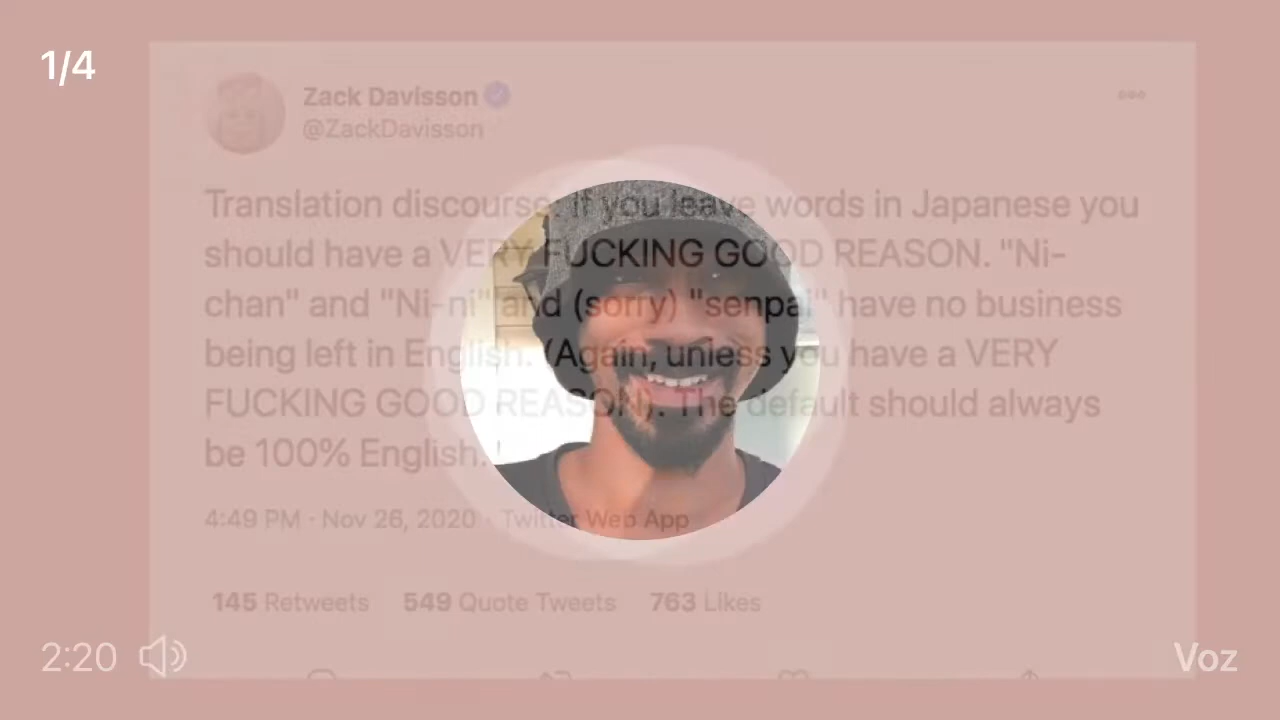 1/4
Zack Davisson
@ZackDavisson
Translation discourse. If you leave words in Japanese you
should have a VERY FUCKING GOOD REASON. "Ni-
chan" and "Ni-ni" and (sorry) "senpai" have no business
being left in English. (Again, unless you have a VERY
FUCKING GOOD REASON). The default should always
be 100% English.
4:49 PM · Nov 26, 2020 · Twitter Web App
145 Retweets 549 Quote Tweets 763 Likes
2:20
Voz